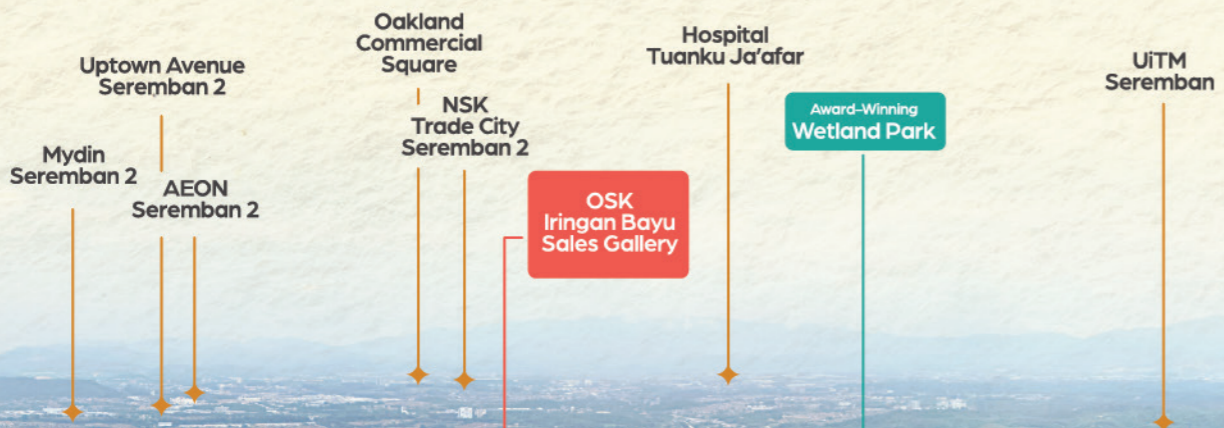 Oakland
Commercial
Square
Hospital
Tuanku Ja'afar
Uptown Avenue
Seremban 2
UiTM
Seremban
NSK
Trade City
Seremban 2
Award-Winning
Wetland Park
Mydin
Seremban 2
AEON
Seremban 2
OSK
Iringan Bayu
Sales Gallery